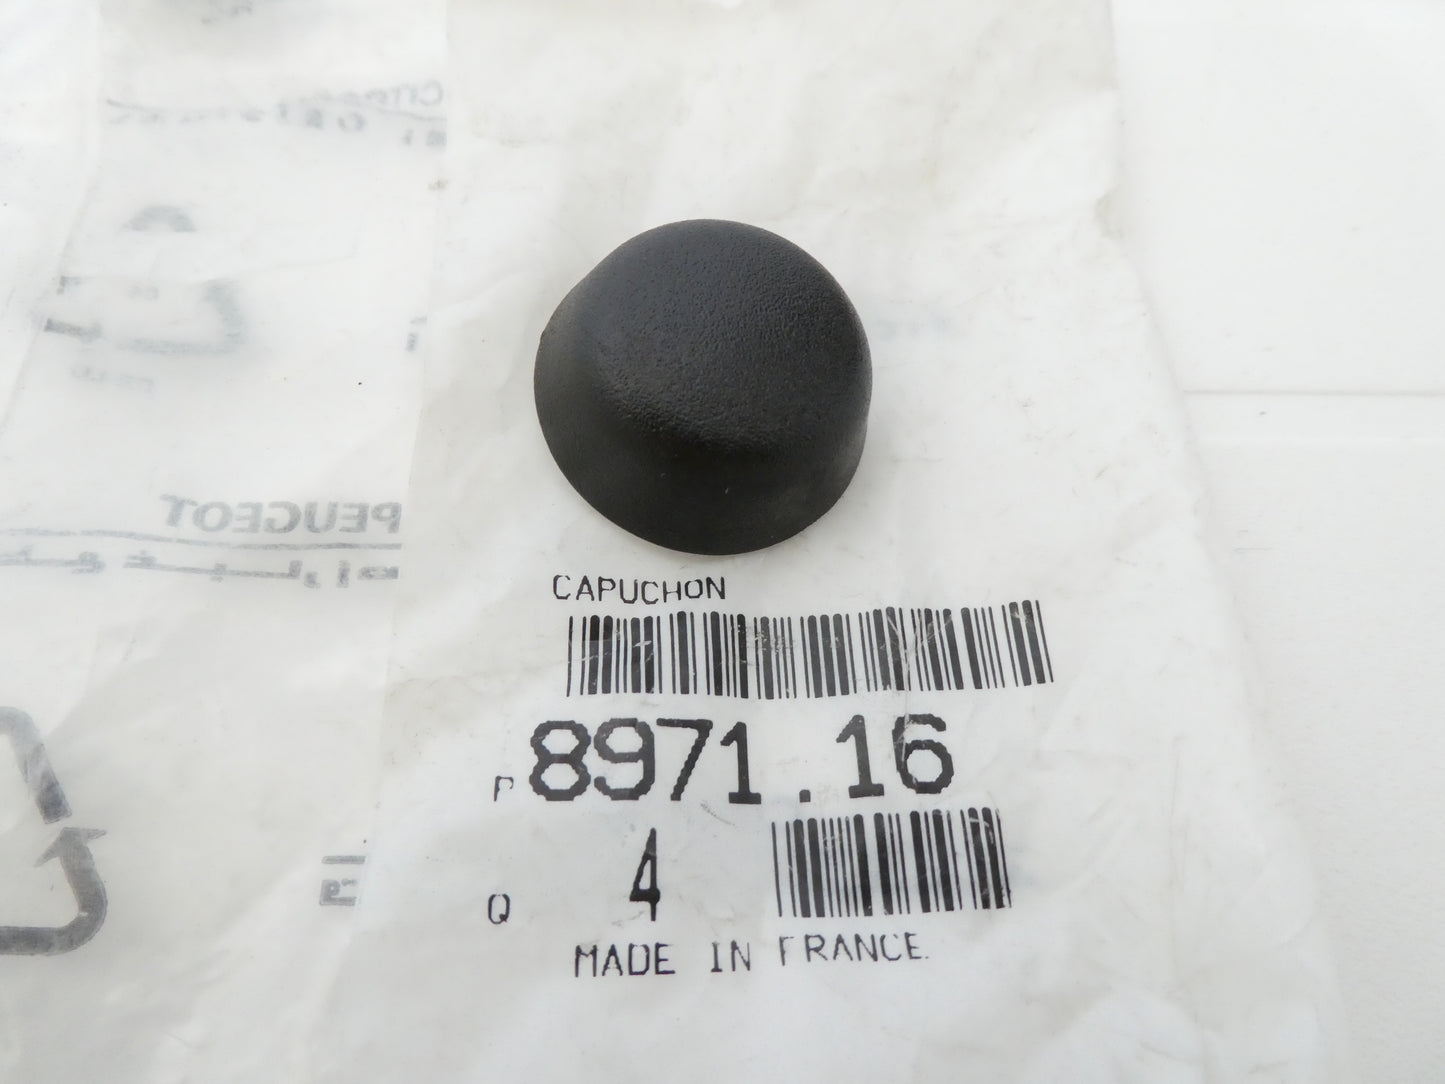 CAPUCHON
P 8971.16
Q 4
MADE IN FRANCE.
PEUGEOT